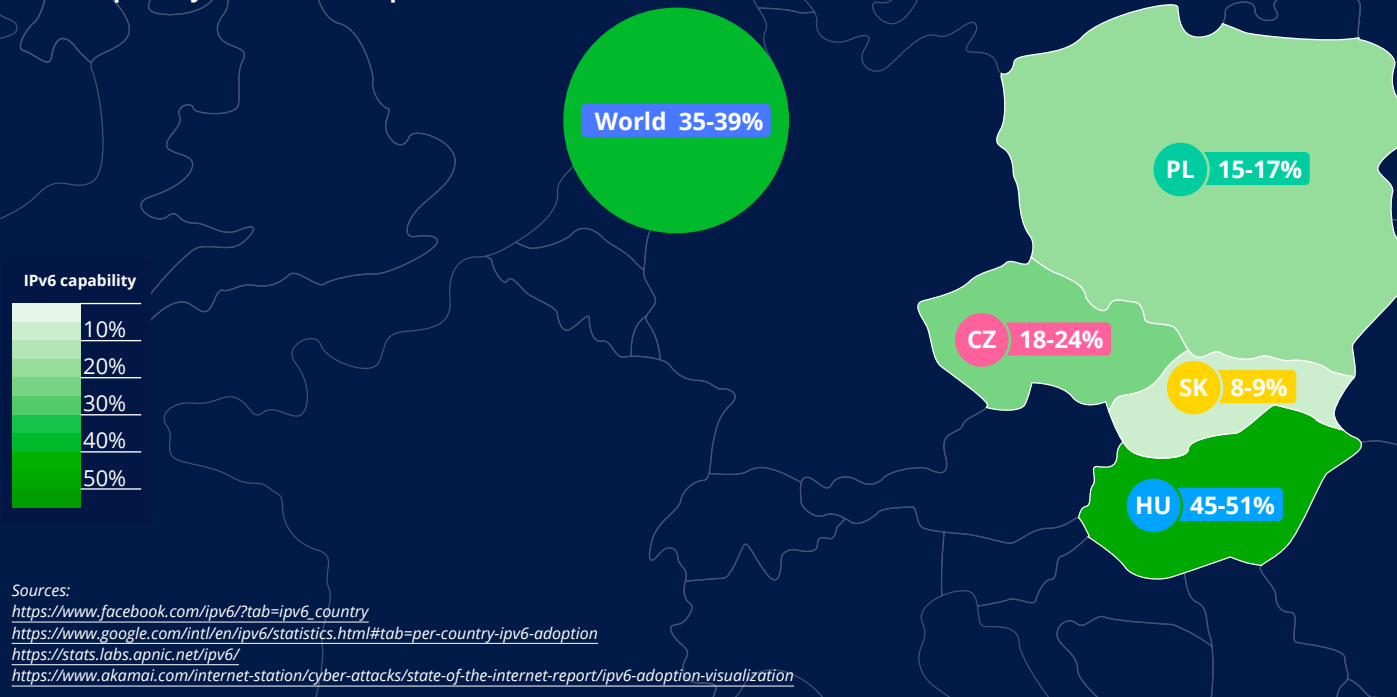 World 35-39%
PL 15-17%
IPv6 capability
10%
20%
30%
40%
50%
CZ 18-24%
SK 8-9%
HU 45-51%
Sources:
https://www.facebook.com/ipv6/?tab=ipv6_country
https://www.google.com/intl/en/ipv6/statistics.html#tab=per-country-ipv6-adoption
https://stats.labs.apnic.net/ipv6/
https://www.akamai.com/internet-station/cyber-attacks/state-of-the-internet-report/ipv6-adoption-visualization